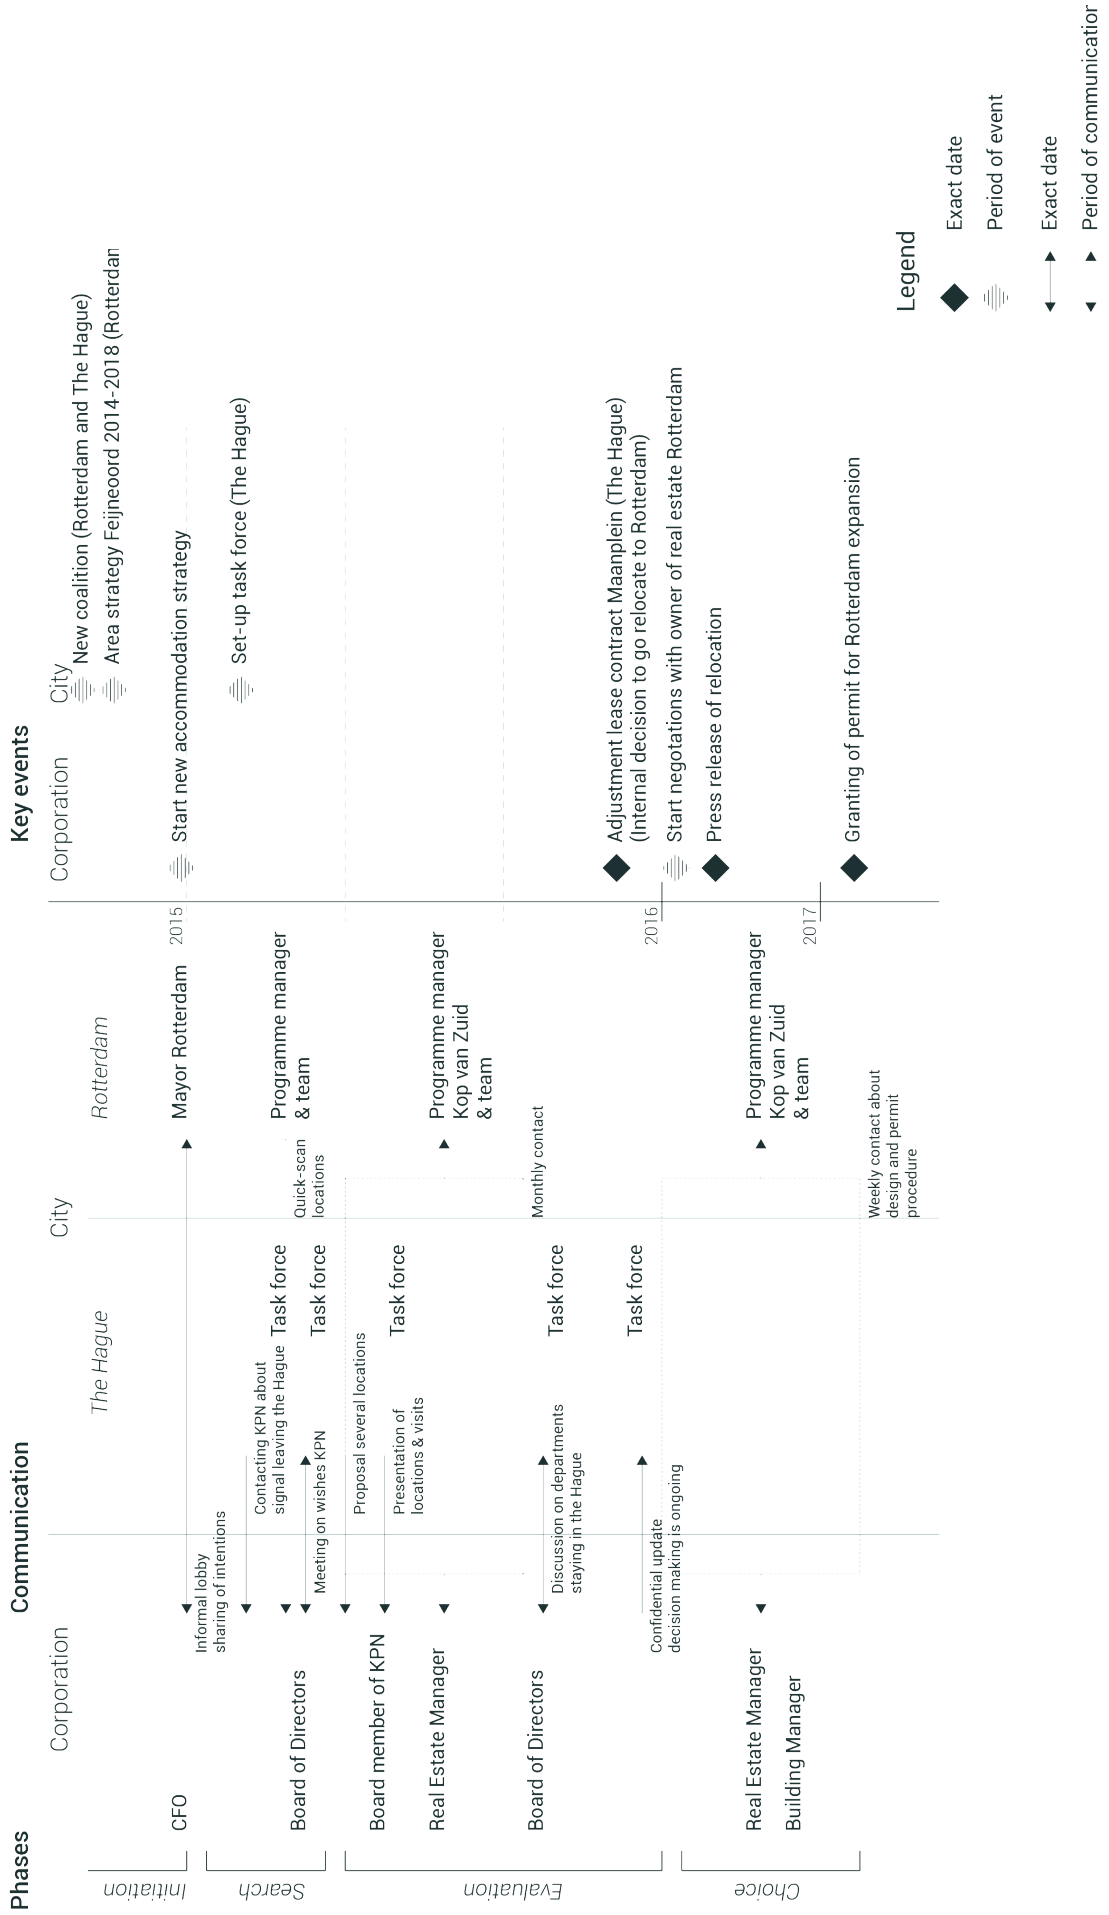 Phases
Communication
Key events
Corporation
City
Corporation
City
The Hague
Rotterdam
New coalition (Rotterdam and The Hague)
Area strategy Feijneoord 2014-2018 (Rotterdam
Initiation
CFO
Mayor Rotterdam
2015
Start new accommodation strategy
Informal lobby
sharing of intentions
Search
Set-up task force (The Hague)
Contacting KPN about
signal leaving the Hague
Task force
Programme manager
& team
Board of Directors
Quick-scan
locations
Meeting on wishes KPN
Task force
Evaluation
Proposal several locations
Board member of KPN
Task force
Presentation of
locations & visits
Real Estate Manager
Programme manager
Kop van Zuid
& team
Monthly contact
Board of Directors
Task force
Discussion on departments
staying in the Hague
Adjustment lease contract Maanplein (The Hague)
(Internal decision to go relocate to Rotterdam)
Task force
Confidential update
decision making is ongoing
2016
Start negotations with owner of real estate Rotterdam
Press release of relocation
Choice
Real Estate Manager
Building Manager
Programme manager
Kop van Zuid
& team
2017
Granting of permit for Rotterdam expansion
Weekly contact about
design and permit
procedure
Legend
Exact date
Period of event
Exact date
Period of communication